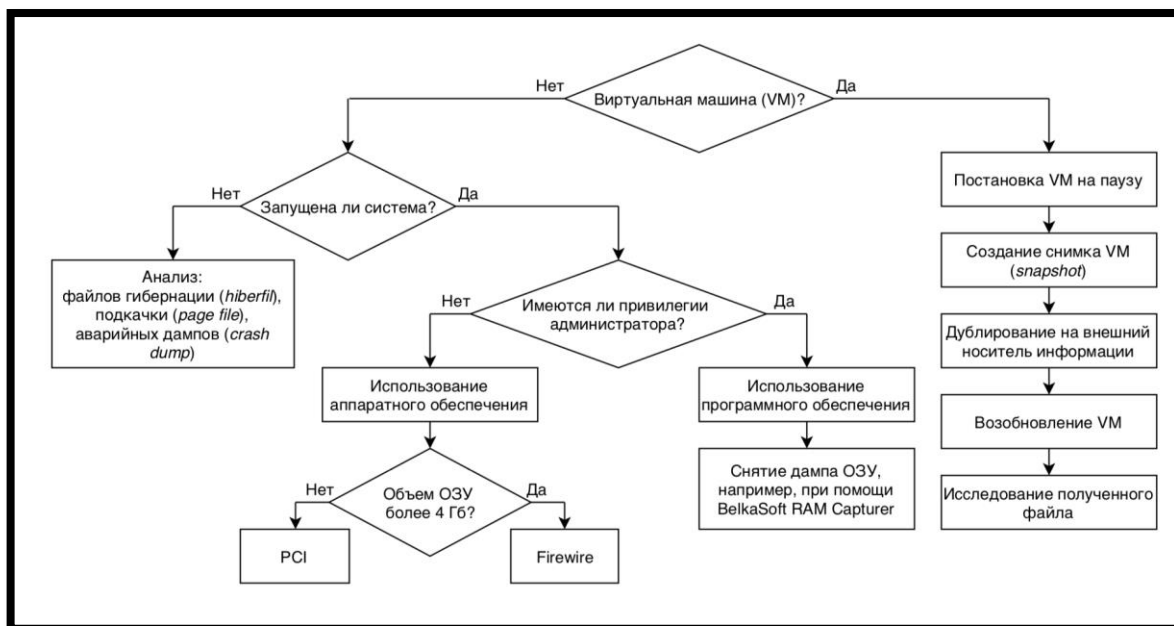 Виртуальная машина (VM)?
Нет
Да
Запущена ли система?
Нет
Да
Анализ:
файлов гибернации (hiberfil),
подкачки (page file),
аварийных дампов (crash
dump)
Имеются ли привилегии
администратора?
Нет
Да
Использование
аппаратного обеспечения
Объем ОЗУ
более 4 Гб?
Нет
Да
PCI
Firewire
Использование
программного обеспечения
Снятие дампа ОЗУ,
например, при помощи
BelkaSoft RAM Capturer
Постановка VM на паузу
Создание снимка VM
(snapshot)
Дублирование на внешний
носитель информации
Возобновление VM
Исследование полученного
файла